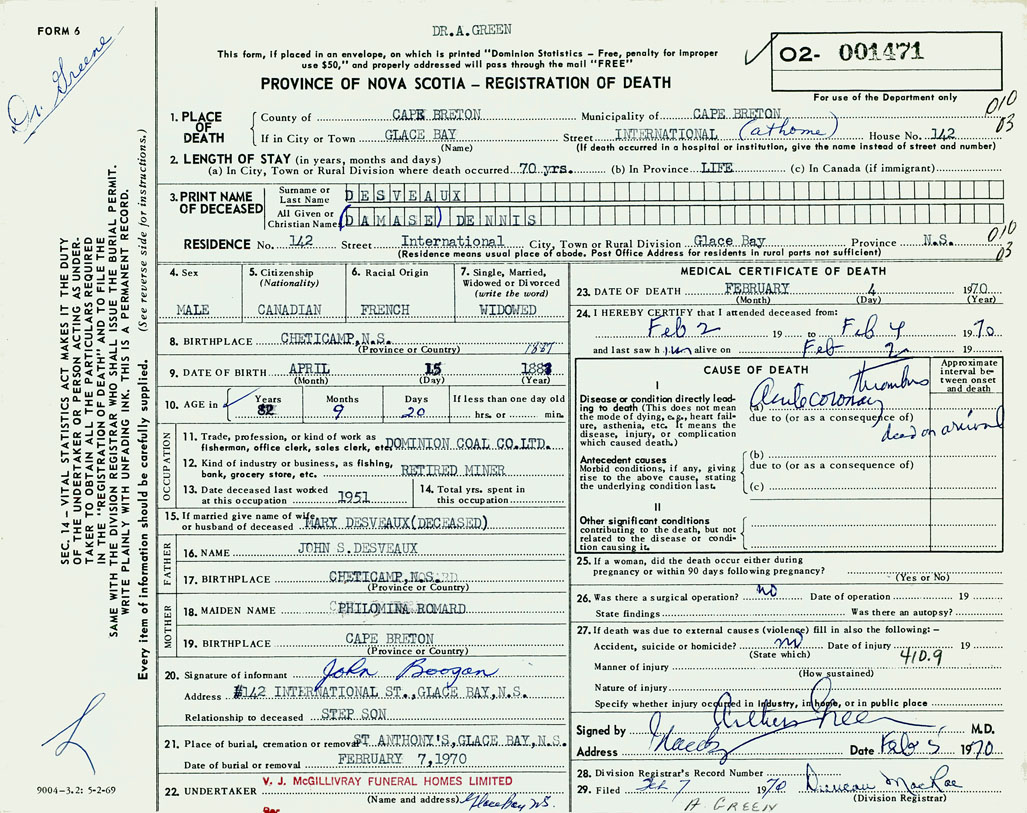 FORM 6
DR.A.GREEN
Dr. Greene
This form, if placed in an envelope, on which is printed "Dominion Statistics – Free, penalty for improper
use $50," and properly addressed will pass through the mail "FREE"
PROVINCE OF NOVA SCOTIA – REGISTRATION OF DEATH
02- 001471
For use of the Department only
010
03
1. PLACE OF DEATH
County of CAPE BRETON Municipality of CAPE BRETON
If in City or Town GLACE BAY Street INTERNATIONAL (at home) House No. 142
(Name) (If death occurred in a hospital or institution, give the name instead of street and number)
2. LENGTH OF STAY (in years, months and days)
(a) In City, Town or Rural Division where death occurred 70 yrs. (b) In Province LIFE (c) In Canada (if immigrant)
3. PRINT NAME OF DECEASED
Surname or Last Name DESVEAUX
All Given or Christian Names (DAMASE) DENNIS
RESIDENCE No. 142 Street International City, Town or Rural Division Glace Bay Province N.S.
(Residence means usual place of abode. Post Office Address for residents in rural parts not sufficient)
010
03
4. Sex
MALE
5. Citizenship
(Nationality)
CANADIAN
6. Racial Origin
FRENCH
7. Single, Married,
Widowed or Divorced
(write the word)
WIDOWED
8. BIRTHPLACE CHETICAMP, N.S.
(Province or Country)
1887
9. DATE OF BIRTH APRIL 15 188
(Month) (Day) (Year)
10. AGE in Years Months Days If less than one day old
82 9 20 hrs. or min.
OCCUPATION
11. Trade, profession, or kind of work as
fisherman, office clerk, sales clerk, etc. DOMINION COAL CO.LTD.
12. Kind of industry or business, as fishing,
bank, grocery store, etc. RETIRED MINER
13. Date deceased last worked
at this occupation 1951
14. Total yrs. spent in
this occupation
15. If married give name of wife
or husband of deceased MARY DESVEAUX(DECEASED)
FATHER
16. NAME JOHN S.DESVEAUX
17. BIRTHPLACE CHETICAMP,N.S.
(Province or Country)
MOTHER
18. MAIDEN NAME PHILOMINA ROMARD
19. BIRTHPLACE CAPE BRETON
(Province or Country)
20. Signature of informant John Boogan
Address #142 INTERNATIONAL ST.,GLACE BAY,N.S.
Relationship to deceased STEP SON
21. Place of burial, cremation or removal ST ANTHONY'S,GLACE BAY,N.S.
Date of burial or removal FEBRUARY 7,1970
22. UNDERTAKER V. J. McGILLIVRAY FUNERAL HOMES LIMITED
(Name and address) Glace Bay NS.
MEDICAL CERTIFICATE OF DEATH
23. DATE OF DEATH FEBRUARY 4 1970
(Month) (Day) (Year)
24. I HEREBY CERTIFY that I attended deceased from:
Feb 2 19 to Feb 4 1970
and last saw him alive on Feb 2 19
CAUSE OF DEATH
Approximate interval between onset and death
I
Disease or condition directly leading to death (This does not mean the mode of dying, e.g., heart failure, asthenia, etc. It means the disease, injury, or complication which caused death.)
(a) Acute coronary thrombus
due to (or as a consequence of)
dead on arrival
Antecedent causes
Morbid conditions, if any, giving rise to the above cause, stating the underlying condition last.
(b)
due to (or as a consequence of)
(c)
II
Other significant conditions
contributing to the death, but not related to the disease or condition causing it.
25. If a woman, did the death occur either during
pregnancy or within 90 days following pregnancy?
(Yes or No)
26. Was there a surgical operation? no Date of operation 19
State findings Was there an autopsy?
27. If death was due to external causes (violence) fill in also the following: –
Accident, suicide or homicide? no Date of injury 19
(State which) 410.9
Manner of injury
(How sustained)
Nature of injury
Specify whether injury occurred in industry, in home, or in public place
Signed by Arthur Green M.D.
Address Date Feb 5 1970
28. Division Registrar's Record Number
29. Filed Feb 7 1970 Duncan MacRae
(Division Registrar)
A GREEN
SEC. 14 – VITAL STATISTICS ACT MAKES IT THE DUTY
OF THE UNDERTAKER OR PERSON ACTING AS UNDER-
TAKER TO OBTAIN ALL THE PARTICULARS REQUIRED
IN THE "REGISTRATION OF DEATH" AND TO FILE THE
SAME WITH THE DIVISION REGISTRAR WHO SHALL ISSUE THE BURIAL PERMIT.
WRITE PLAINLY WITH UNFADING INK. THIS IS A PERMANENT RECORD.
Every item of information should be carefully supplied. (See reverse side for instructions.)
9004-3.2: 5-2-69